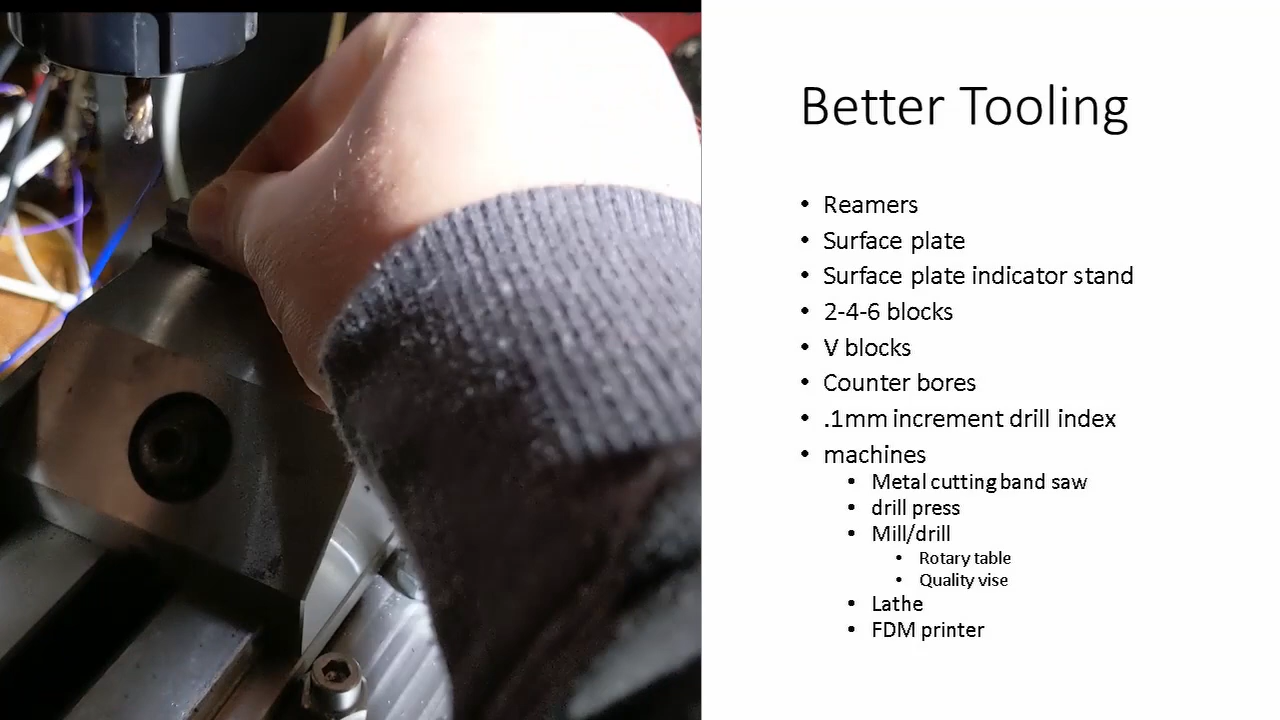 Better Tooling
• Reamers
• Surface plate
• Surface plate indicator stand
• 2-4-6 blocks
• V blocks
• Counter bores
• .1mm increment drill index
• machines
• Metal cutting band saw
• drill press
• Mill/drill
• Rotary table
• Quality vise
• Lathe
• FDM printer